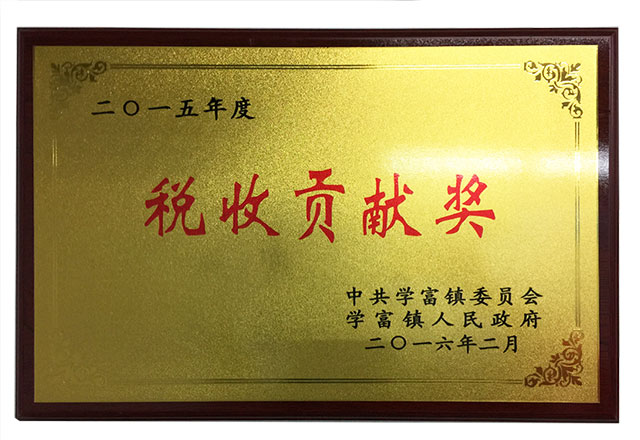 二〇一五年度
税收贡献奖
中共学富镇委员会
学富镇人民政府
二〇一六年二月